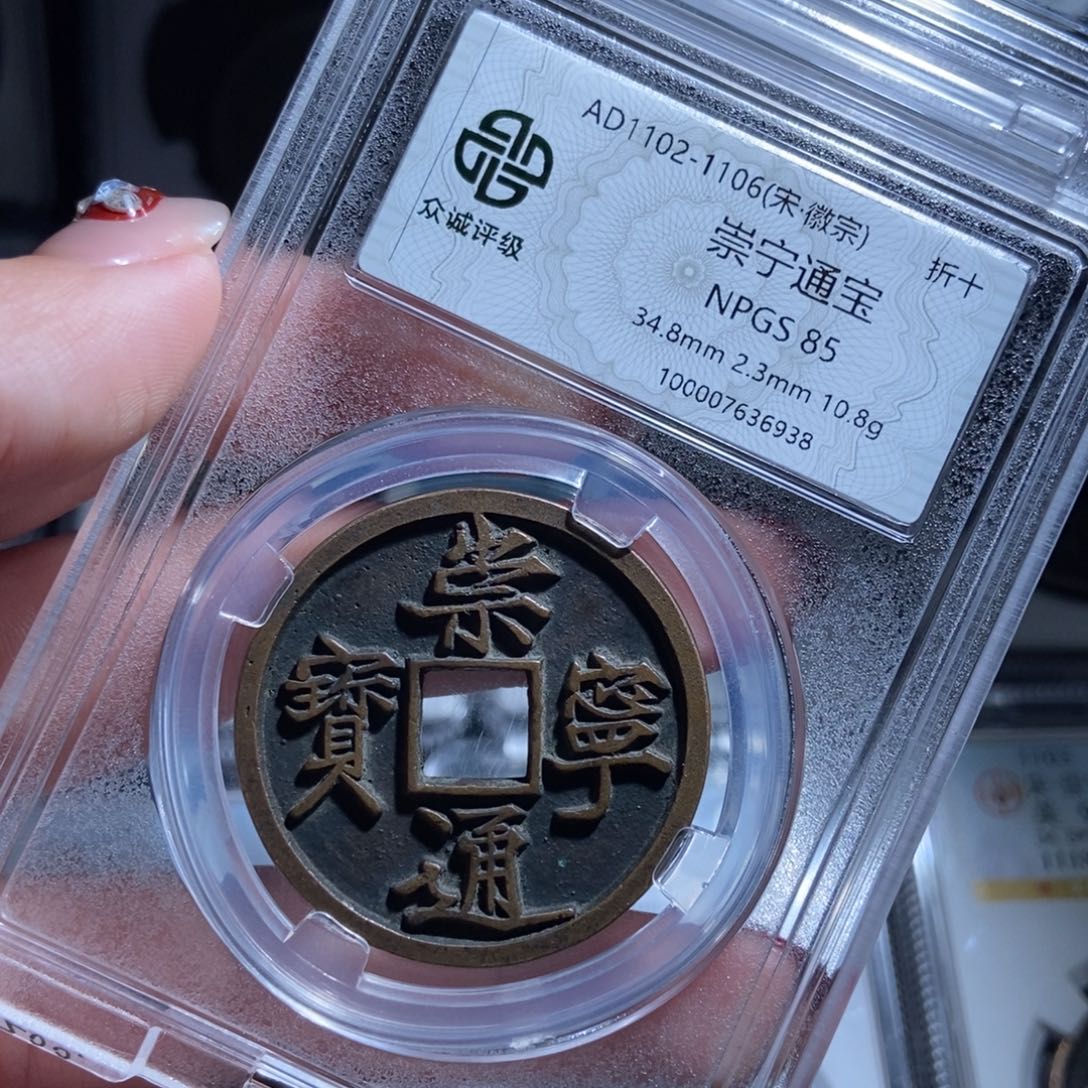 众诚评级
AD1102-1106(宋·徽宗)
崇宁通宝
折十
NPGS 85
34.8mm 2.3mm 10.8g
100007636938
崇
寧
通
寳